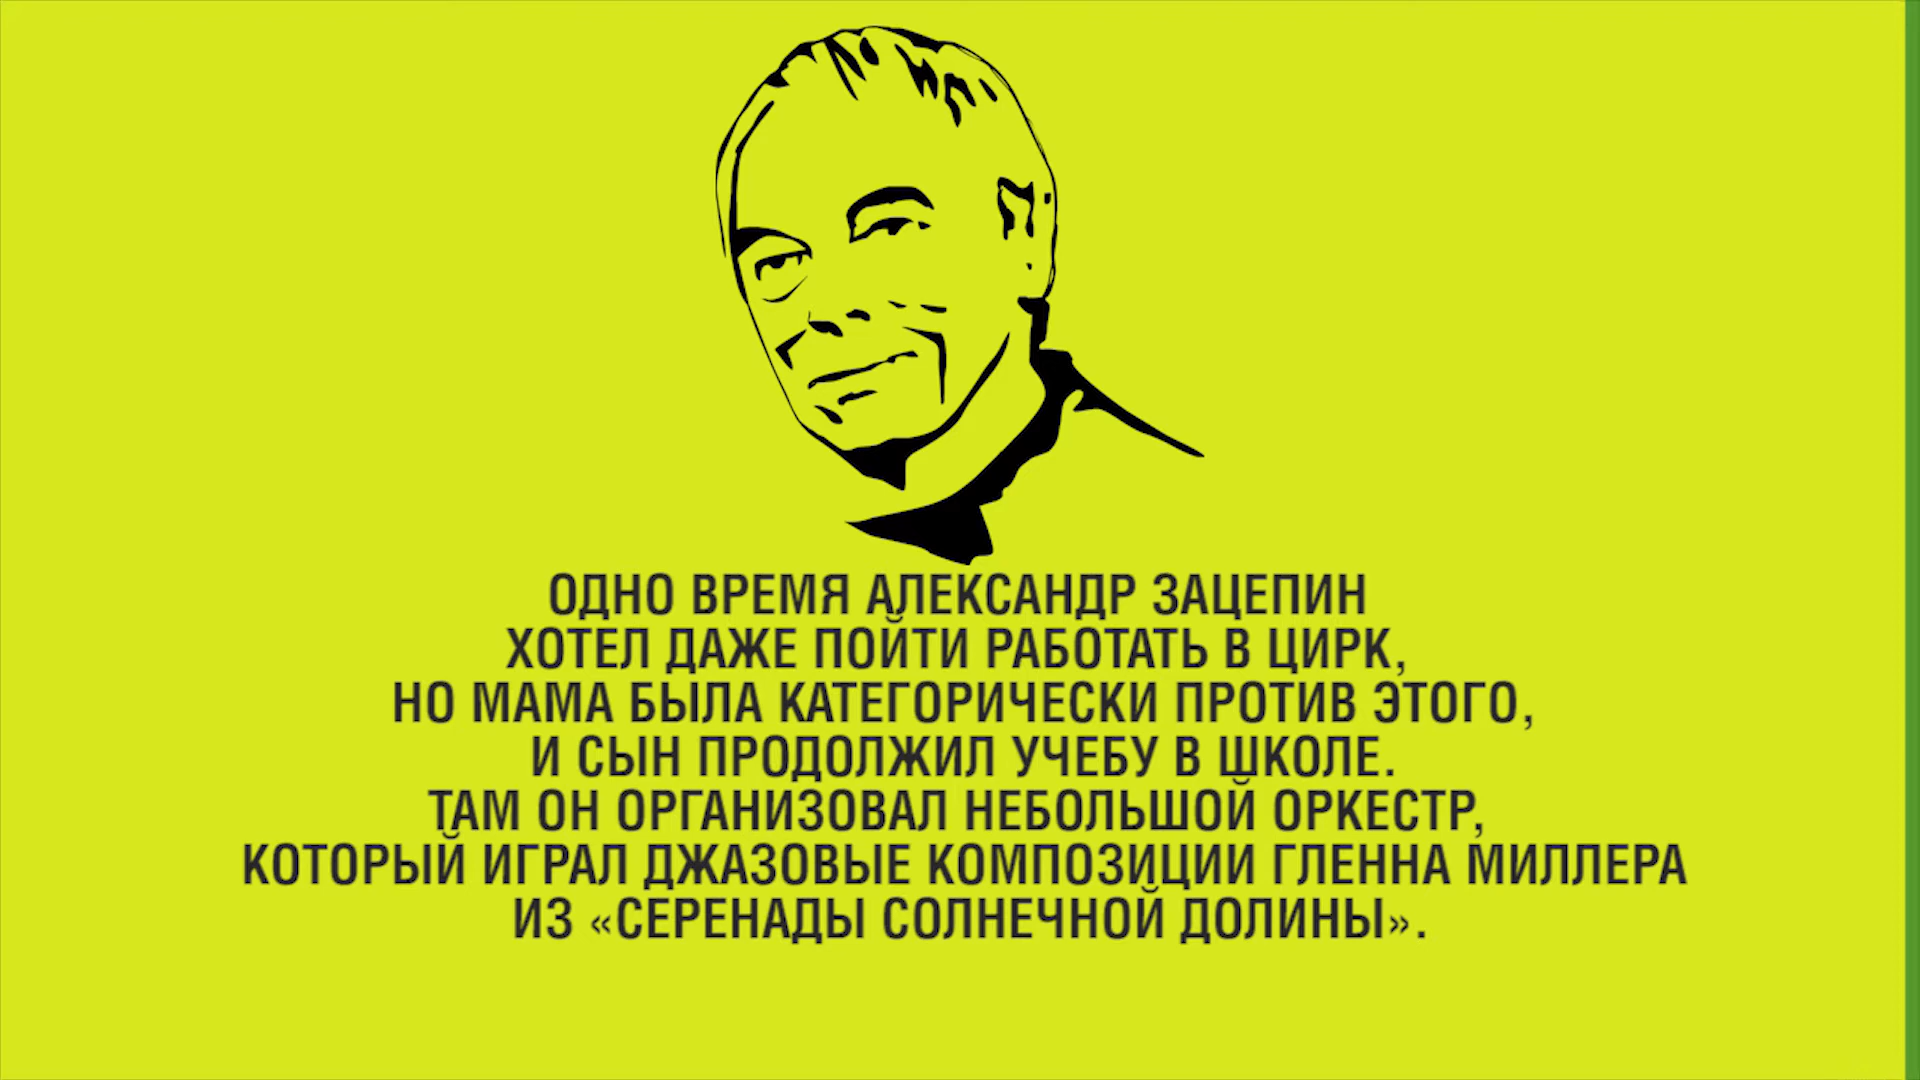 ОДНО ВРЕМЯ АЛЕКСАНДР ЗАЦЕПИН
ХОТЕЛ ДАЖЕ ПОЙТИ РАБОТАТЬ В ЦИРК,
НО МАМА БЫЛА КАТЕГОРИЧЕСКИ ПРОТИВ ЭТОГО,
И СЫН ПРОДОЛЖИЛ УЧЕБУ В ШКОЛЕ.
ТАМ ОН ОРГАНИЗОВАЛ НЕБОЛЬШОЙ ОРКЕСТР,
КОТОРЫЙ ИГРАЛ ДЖАЗОВЫЕ КОМПОЗИЦИИ ГЛЕННА МИЛЛЕРА
ИЗ «СЕРЕНАДЫ СОЛНЕЧНОЙ ДОЛИНЫ».